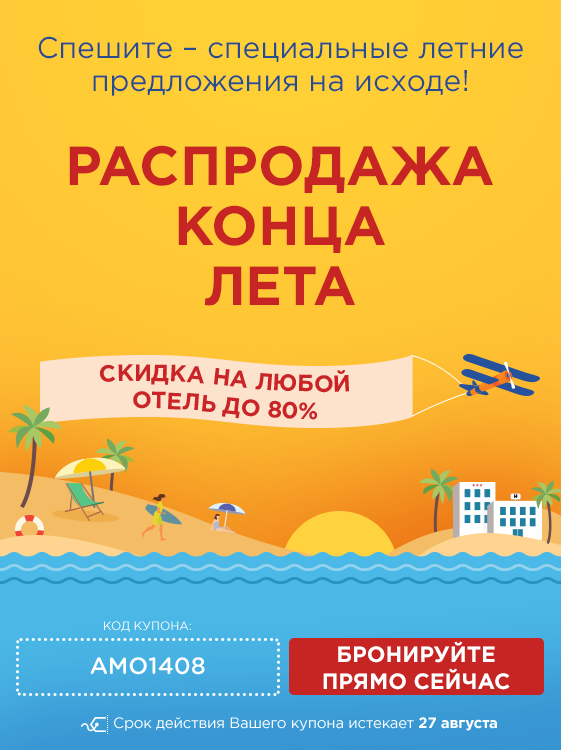 Спешите – специальные летние
предложения на исходе!
РАСПРОДАЖА
КОНЦА
ЛЕТА
СКИДКА НА ЛЮБОЙ
ОТЕЛЬ ДО 80%
H
КОД КУПОНА:
AMO1408
БРОНИРУЙТЕ
ПРЯМО СЕЙЧАС
Срок действия Вашего купона истекает 27 августа